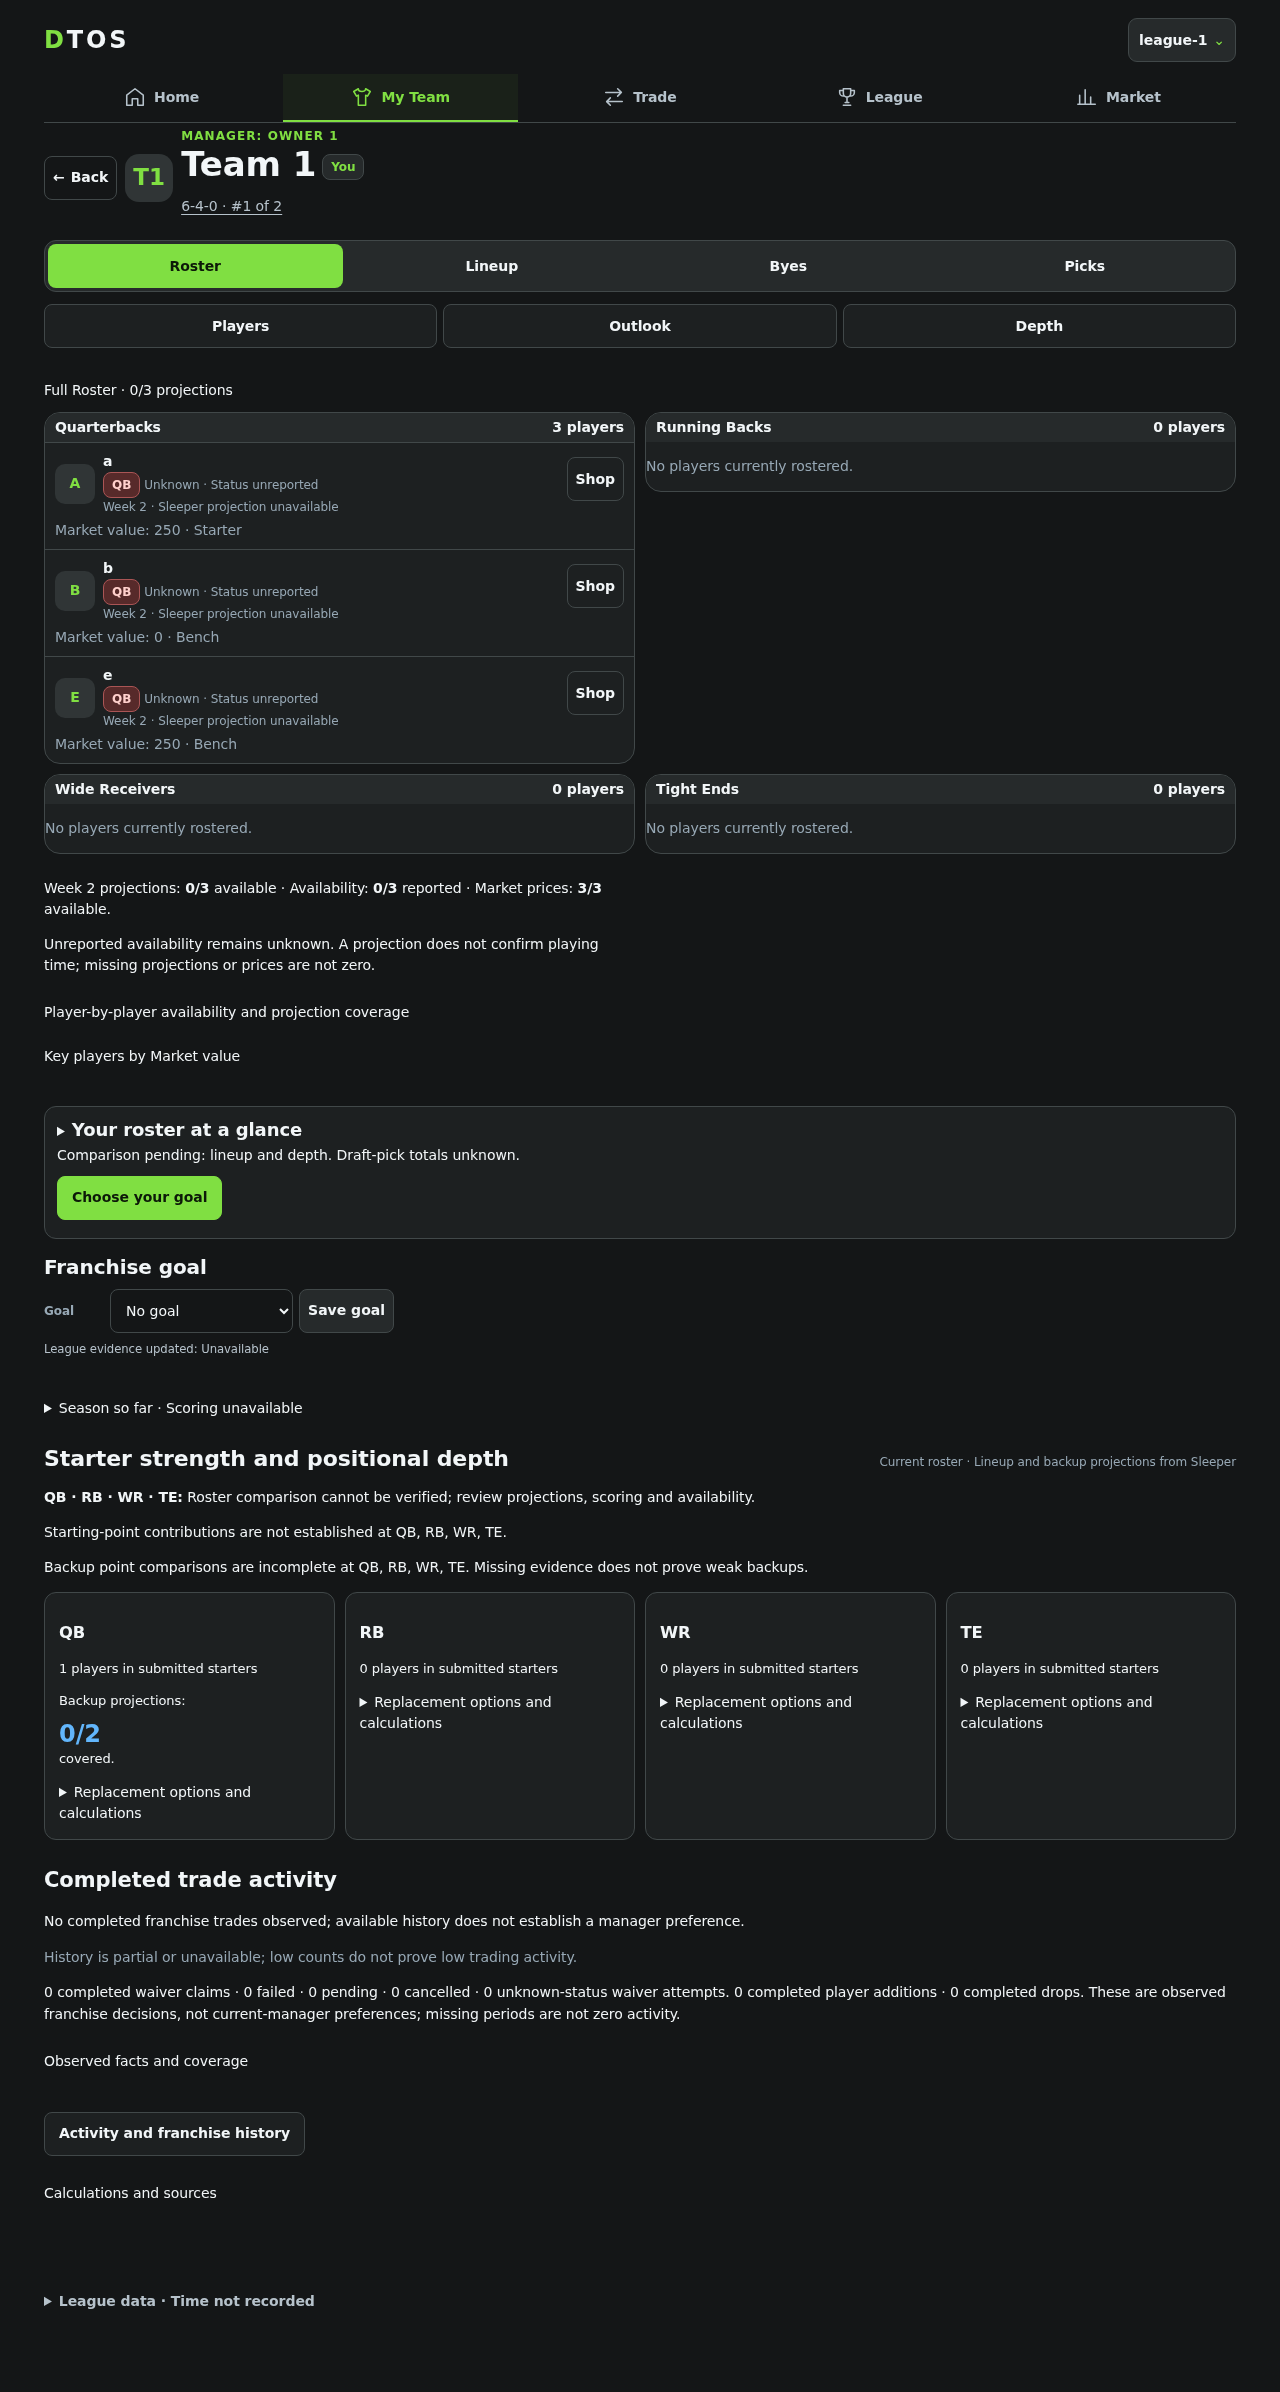 DTOS
league-1 ⌄
Home
My Team
Trade
League
Market
MANAGER: OWNER 1
← Back
T1
Team 1 You
6-4-0 · #1 of 2
Roster
Lineup
Byes
Picks
Players
Outlook
Depth
Full Roster · 0/3 projections
Quarterbacks 3 players
A
a
QB Unknown · Status unreported
Week 2 · Sleeper projection unavailable
Shop
Market value: 250 · Starter
B
b
QB Unknown · Status unreported
Week 2 · Sleeper projection unavailable
Shop
Market value: 0 · Bench
E
e
QB Unknown · Status unreported
Week 2 · Sleeper projection unavailable
Shop
Market value: 250 · Bench
Running Backs 0 players
No players currently rostered.
Wide Receivers 0 players
No players currently rostered.
Tight Ends 0 players
No players currently rostered.
Week 2 projections: 0/3 available · Availability: 0/3 reported · Market prices: 3/3
available.
Unreported availability remains unknown. A projection does not confirm playing
time; missing projections or prices are not zero.
Player-by-player availability and projection coverage
Key players by Market value
▶ Your roster at a glance
Comparison pending: lineup and depth. Draft-pick totals unknown.
Choose your goal
Franchise goal
Goal
No goal
Save goal
League evidence updated: Unavailable
▶ Season so far · Scoring unavailable
Starter strength and positional depth
Current roster · Lineup and backup projections from Sleeper
QB · RB · WR · TE: Roster comparison cannot be verified; review projections, scoring and availability.
Starting-point contributions are not established at QB, RB, WR, TE.
Backup point comparisons are incomplete at QB, RB, WR, TE. Missing evidence does not prove weak backups.
QB
1 players in submitted starters
Backup projections:
0/2
covered.
▶ Replacement options and
calculations
RB
0 players in submitted starters
▶ Replacement options and
calculations
WR
0 players in submitted starters
▶ Replacement options and
calculations
TE
0 players in submitted starters
▶ Replacement options and
calculations
Completed trade activity
No completed franchise trades observed; available history does not establish a manager preference.
History is partial or unavailable; low counts do not prove low trading activity.
0 completed waiver claims · 0 failed · 0 pending · 0 cancelled · 0 unknown-status waiver attempts. 0 completed player additions · 0 completed drops. These are observed
franchise decisions, not current-manager preferences; missing periods are not zero activity.
Observed facts and coverage
Activity and franchise history
Calculations and sources
▶ League data · Time not recorded